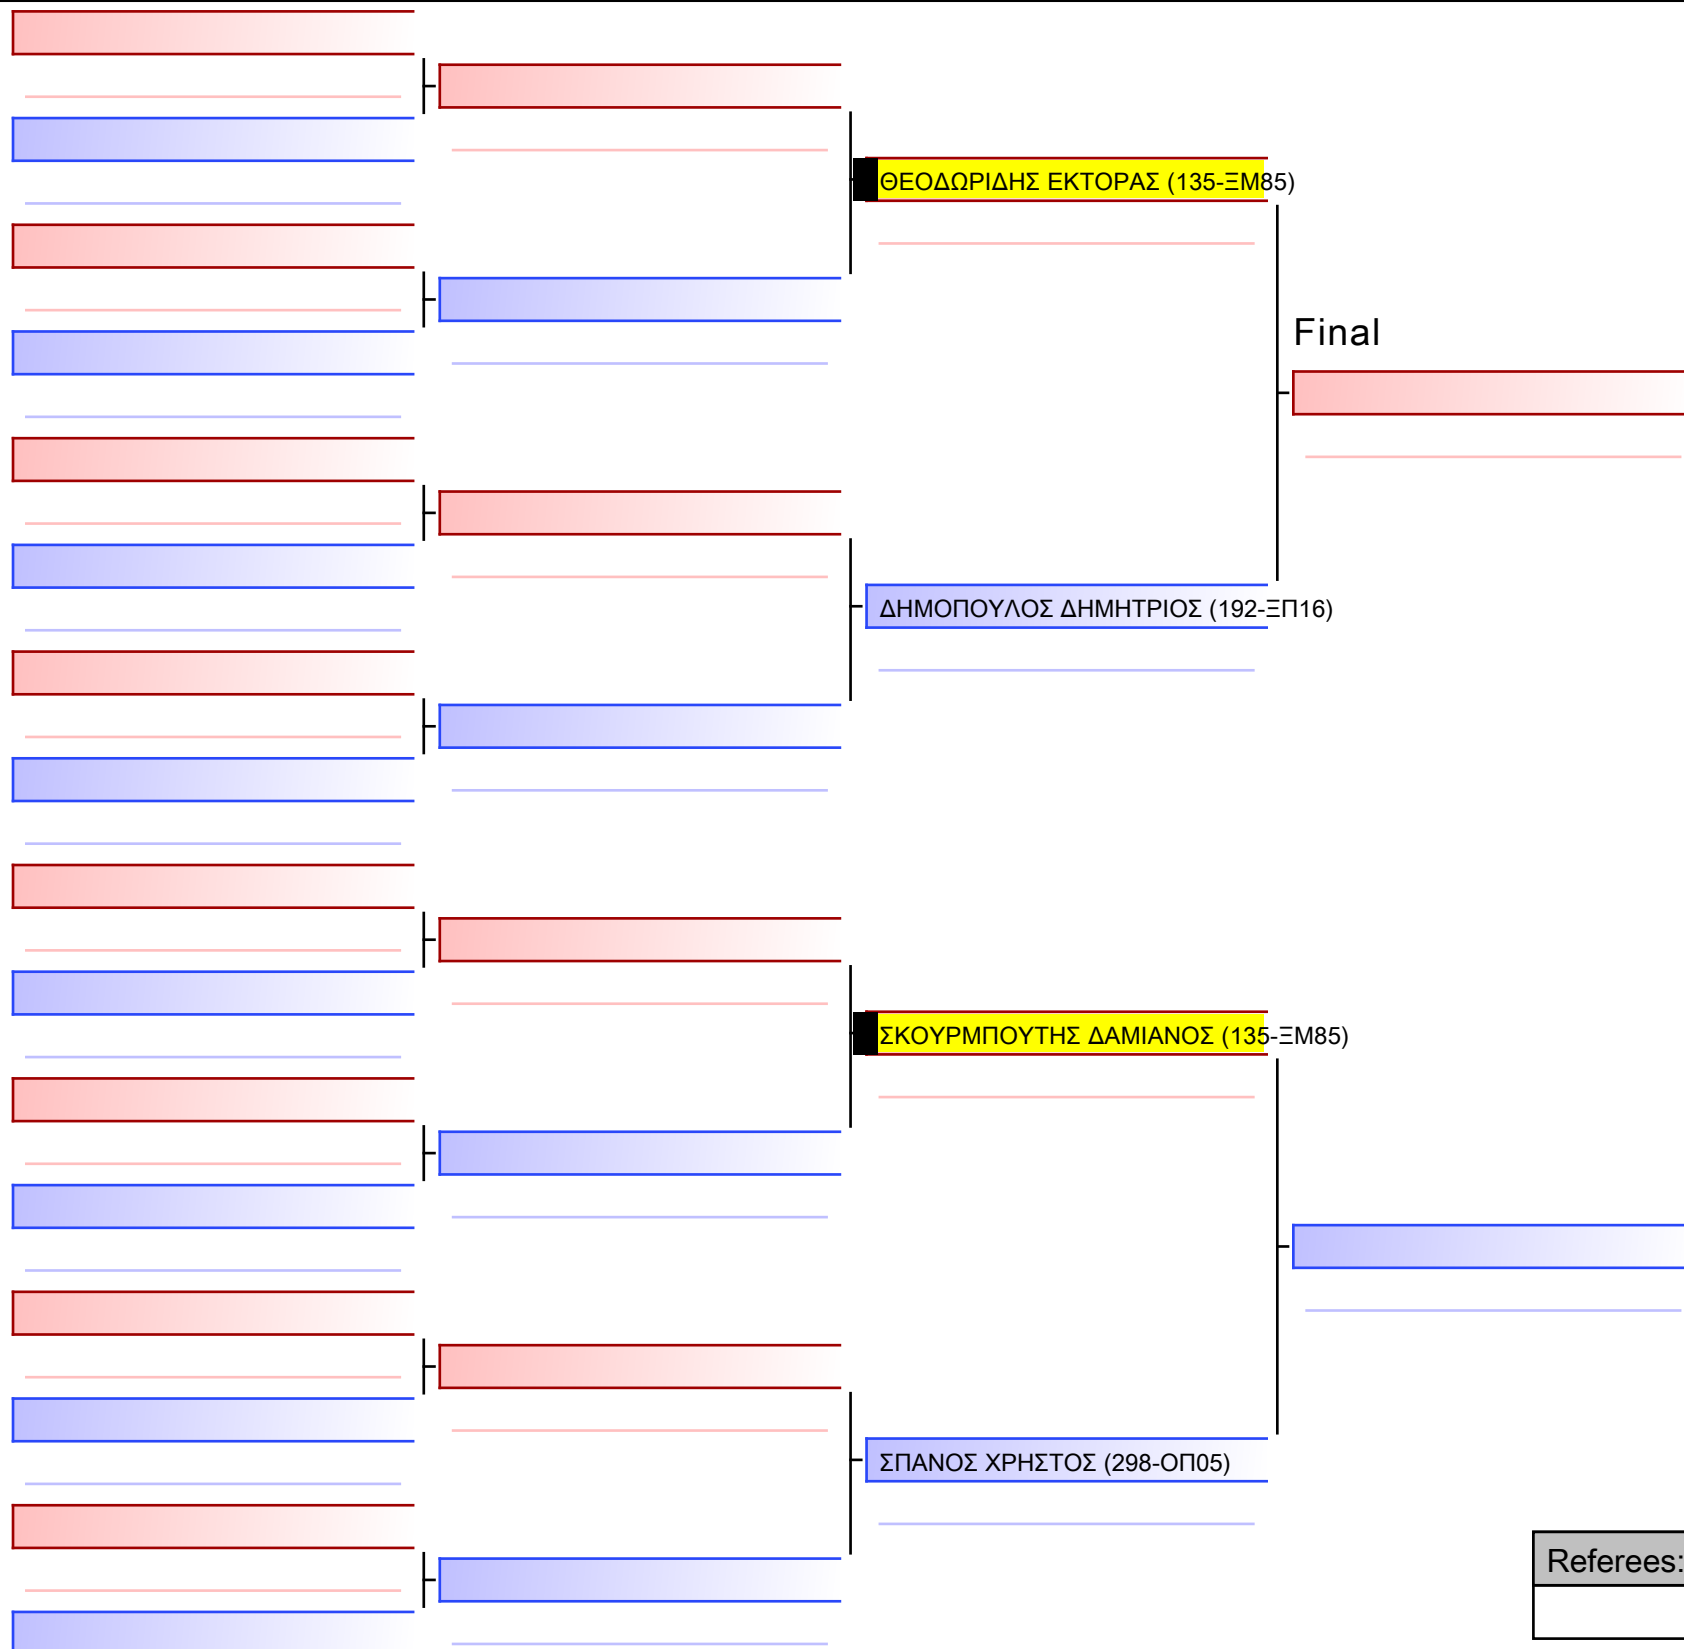 ΘΕΟΔΩΡΙΔΗΣ ΕΚΤΟΡΑΣ (135-ΞΜ85)
Final
ΔΗΜΟΠΟΥΛΟΣ ΔΗΜΗΤΡΙΟΣ (192-ΞΠ16)
ΣΚΟΥΡΜΠΟΥΤΗΣ ΔΑΜΙΑΝΟΣ (135-ΞΜ85)
ΣΠΑΝΟΣ ΧΡΗΣΤΟΣ (298-ΟΠ05)
Referees: